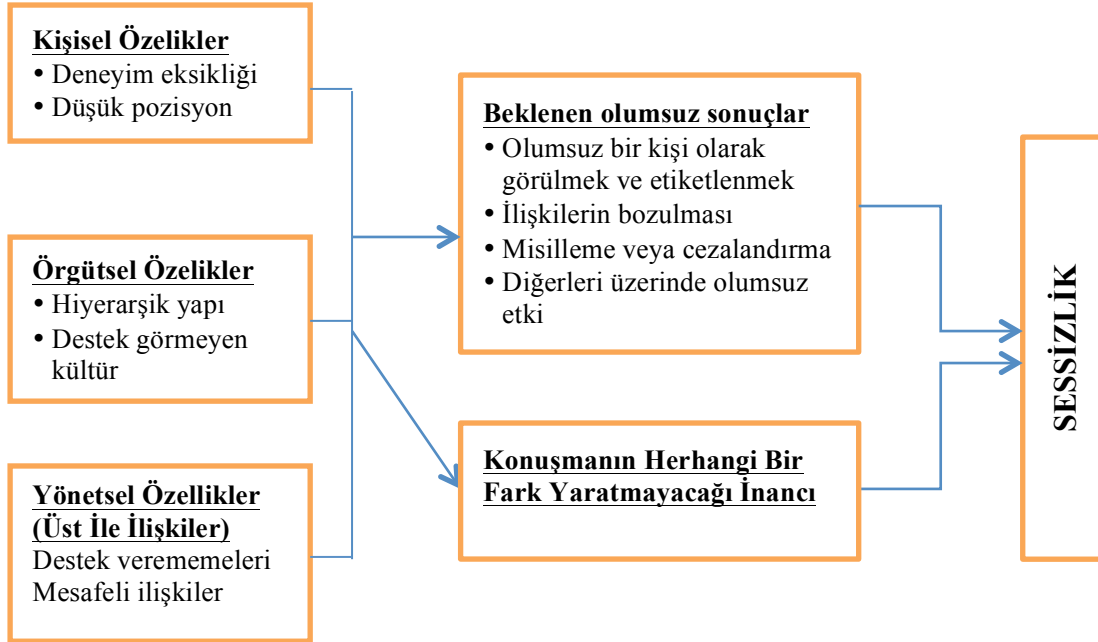 Kişisel Özelikler
• Deneyim eksikliği
• Düşük pozisyon
Örgütsel Özelikler
• Hiyerarşik yapı
• Destek görmeyen
kültür
Yönetsel Özellikler
(Üst İle İlişkiler)
Destek verememeleri
Mesafeli ilişkiler
Beklenen olumsuz sonuçlar
• Olumsuz bir kişi olarak
görülmek ve etiketlenmek
• İlişkilerin bozulması
• Misilleme veya cezalandırma
• Diğerleri üzerinde olumsuz
etki
Konuşmanın Herhangi Bir
Fark Yaratmayacağı İnancı
SESSİZLİK